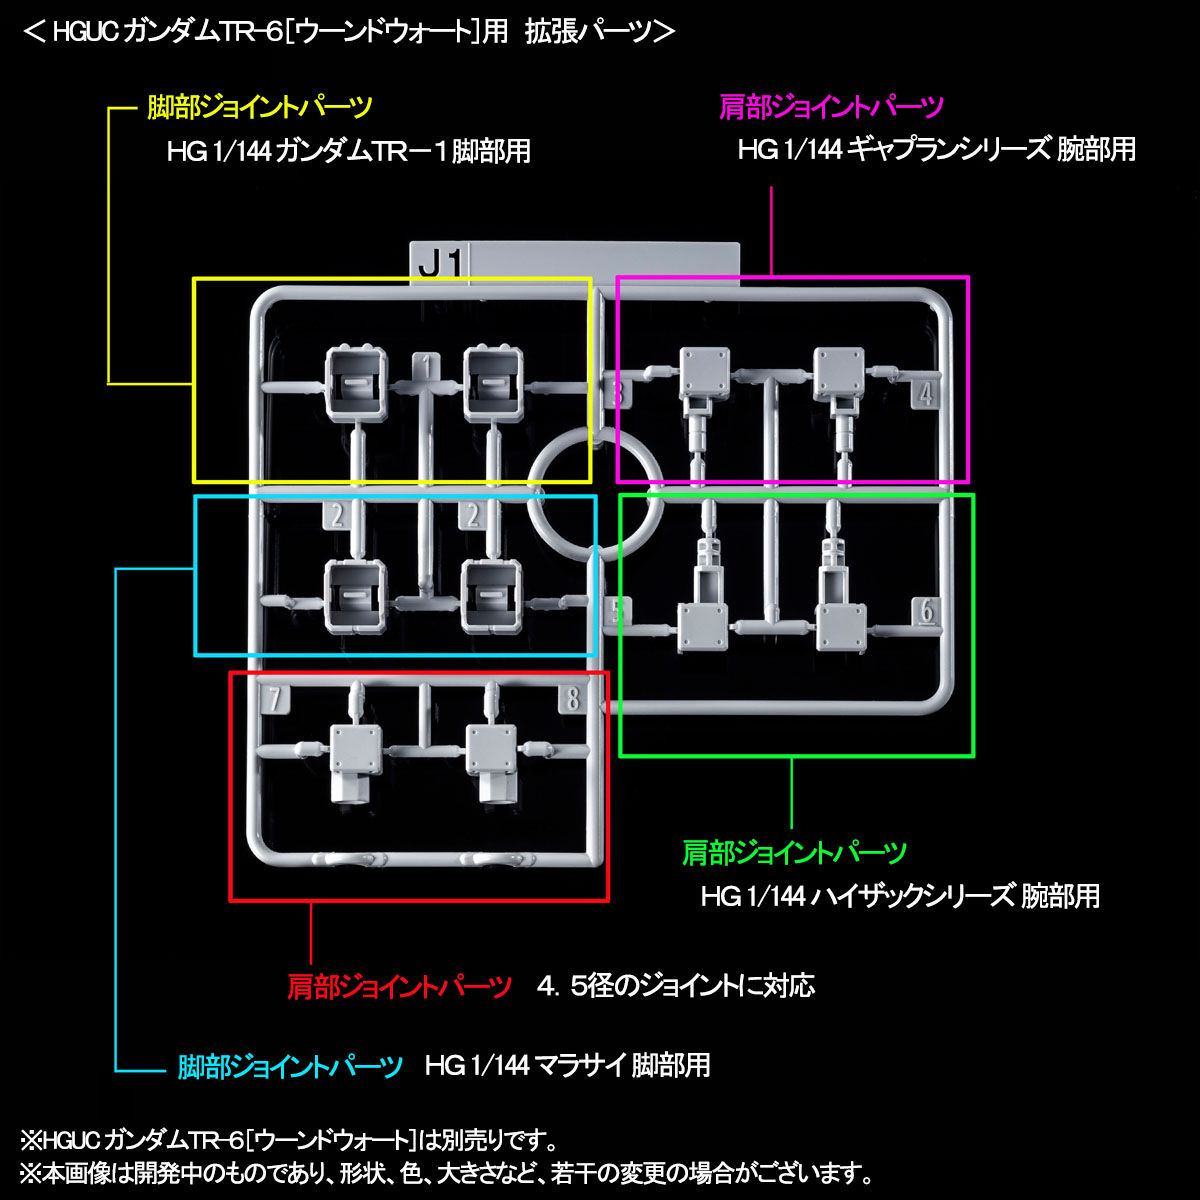 ＜ HGUC ガンダムTR-6[ウーンドウォート]用 拡張パーツ＞
脚部ジョイントパーツ
HG 1/144 ガンダムTR－1 脚部用
肩部ジョイントパーツ
HG 1/144 ギャプランシリーズ 腕部用
J1
1
3
4
2
2
5
6
7
8
肩部ジョイントパーツ
HG 1/144 ハイザックシリーズ 腕部用
肩部ジョイントパーツ 4．5径のジョイントに対応
脚部ジョイントパーツ HG 1/144 マラサイ 脚部用
※HGUC ガンダムTR-6[ウーンドウォート]は別売りです。
※本画像は開発中のものであり、形状、色、大きさなど、若干の変更の場合がございます。